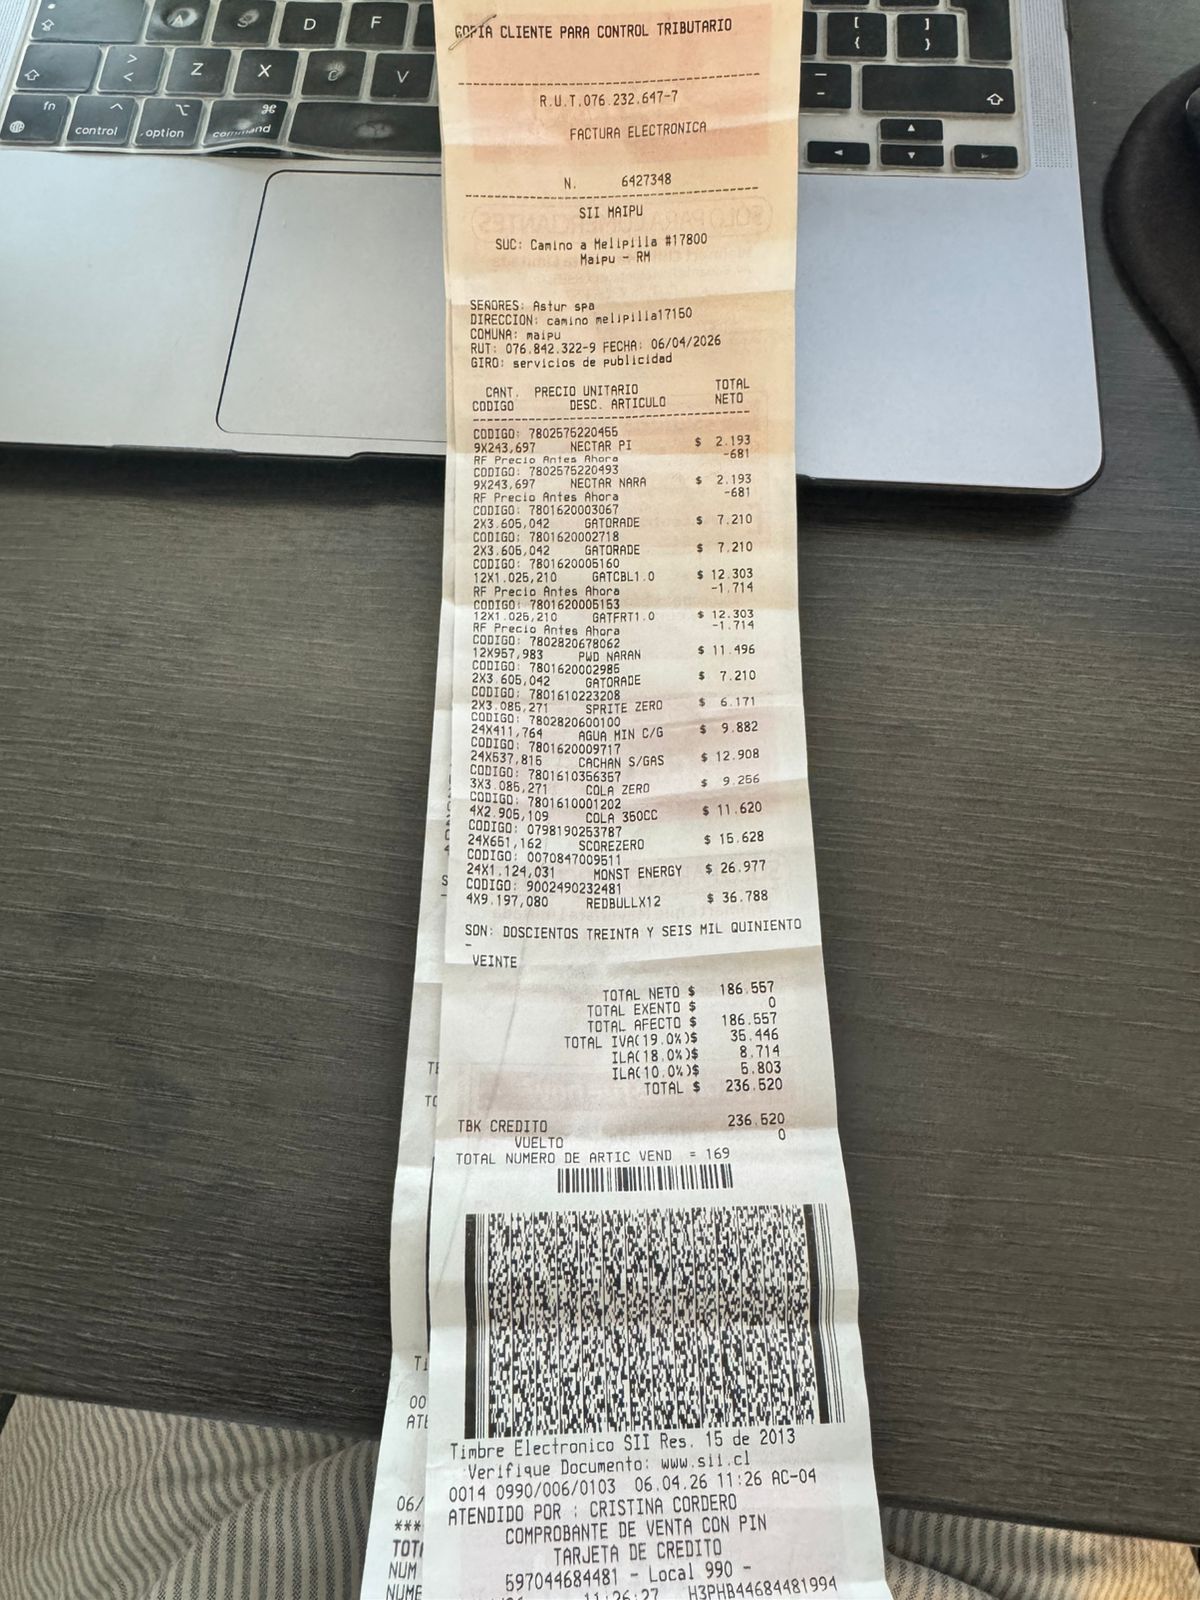 COPIA CLIENTE PARA CONTROL TRIBUTARIO
R.U.T.076.232.647-7
FACTURA ELECTRONICA
N. 6427348
SII MAIPU
SUC: Camino a Melipilla #17800
Maipu - RM
SEÑORES: Astur spa
DIRECCION: camino melipilla17150
COMUNA: maipu
RUT: 076.842.322-9 FECHA: 06/04/2026
GIRO: servicios de publicidad
CANT. PRECIO UNITARIO TOTAL
CODIGO DESC. ARTICULO NETO
CODIGO: 7802575220455
9X243,697 NECTAR PI $ 2.193
RF Precio Antes Ahora -681
CODIGO: 7802575220493
9X243,697 NECTAR NARA $ 2.193
RF Precio Antes Ahora -681
CODIGO: 7801620003067
2X3.605,042 GATORADE $ 7.210
CODIGO: 7801620002718
2X3.605,042 GATORADE $ 7.210
CODIGO: 7801620005160
12X1.025,210 GATCBL1.0 $ 12.303
RF Precio Antes Ahora -1.714
CODIGO: 7801620005153
12X1.025,210 GATFRT1.0 $ 12.303
RF Precio Antes Ahora -1.714
CODIGO: 7802820678062
12X957,983 PWD NARAN $ 11.496
CODIGO: 7801620002985
2X3.605,042 GATORADE $ 7.210
CODIGO: 7801610223208
2X3.085,271 SPRITE ZERO $ 6.171
CODIGO: 7802820600100
24X411,764 AGUA MIN C/G $ 9.882
CODIGO: 7801620009717
24X537,815 CACHAN S/GAS $ 12.908
CODIGO: 7801610356357
3X3.085,271 COLA ZERO $ 9.256
CODIGO: 7801610001202
4X2.905,109 COLA 350CC $ 11.620
CODIGO: 0798190253787
24X651,162 SCOREZERO $ 15.628
CODIGO: 0070847009511
24X1.124,031 MONST ENERGY $ 26.977
CODIGO: 9002490232481
4X9.197,080 REDBULLX12 $ 36.788
SON: DOSCIENTOS TREINTA Y SEIS MIL QUINIENTO
-
VEINTE
TOTAL NETO $ 186.557
TOTAL EXENTO $ 0
TOTAL AFECTO $ 186.557
TOTAL IVA(19.0%)$ 35.446
ILA(18.0%)$ 8.714
ILA(10.0%)$ 5.803
TOTAL $ 236.520
TBK CREDITO 236.520
VUELTO 0
TOTAL NUMERO DE ARTIC VEND = 169
Timbre Electronico SII Res. 15 de 2013
Verifique Documento: www.sii.cl
0014 0990/006/0103 06.04.26 11:26 AC-04
ATENDIDO POR : CRISTINA CORDERO
COMPROBANTE DE VENTA CON PIN
TARJETA DE CREDITO
597044684481 - Local 990 -
11:26:27 H3PHB44684481994
A S D F
Z X C V
fn control option command